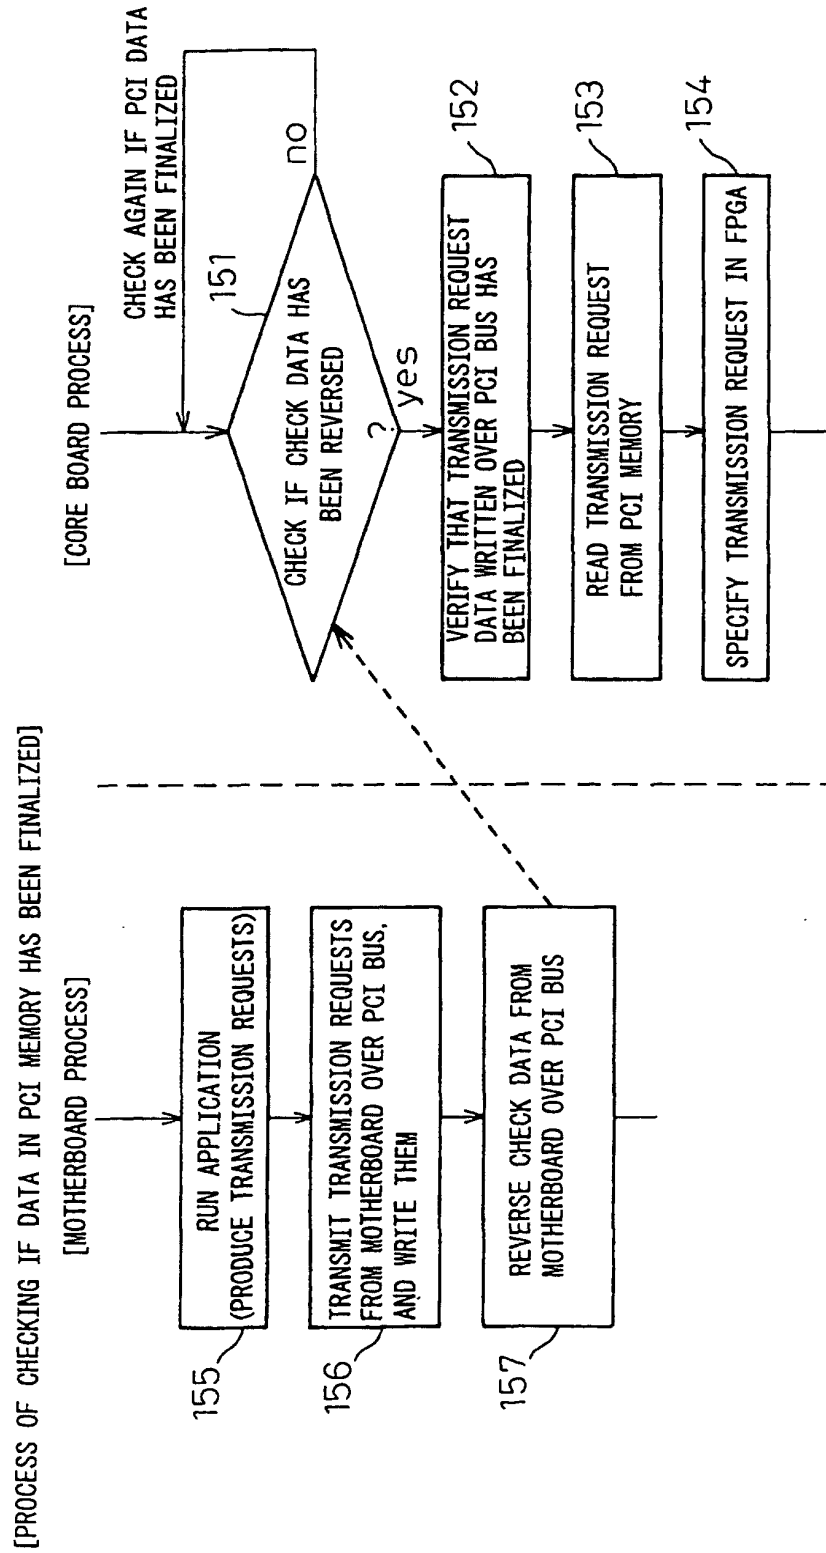 [PROCESS OF CHECKING IF DATA IN PCI MEMORY HAS BEEN FINALIZED]
[MOTHERBOARD PROCESS]
RUN APPLICATION
(PRODUCE TRANSMISSION REQUESTS)
155
TRANSMIT TRANSMISSION REQUESTS
FROM MOTHERBOARD OVER PCI BUS,
AND WRITE THEM
156
REVERSE CHECK DATA FROM
MOTHERBOARD OVER PCI BUS
157
[CORE BOARD PROCESS]
CHECK AGAIN IF PCI DATA
HAS BEEN FINALIZED
151
CHECK IF CHECK DATA HAS
BEEN REVERSED
?
no
yes
VERIFY THAT TRANSMISSION REQUEST
DATA WRITTEN OVER PCI BUS HAS
BEEN FINALIZED
152
READ TRANSMISSION REQUEST
FROM PCI MEMORY
153
SPECIFY TRANSMISSION REQUEST IN FPGA
154